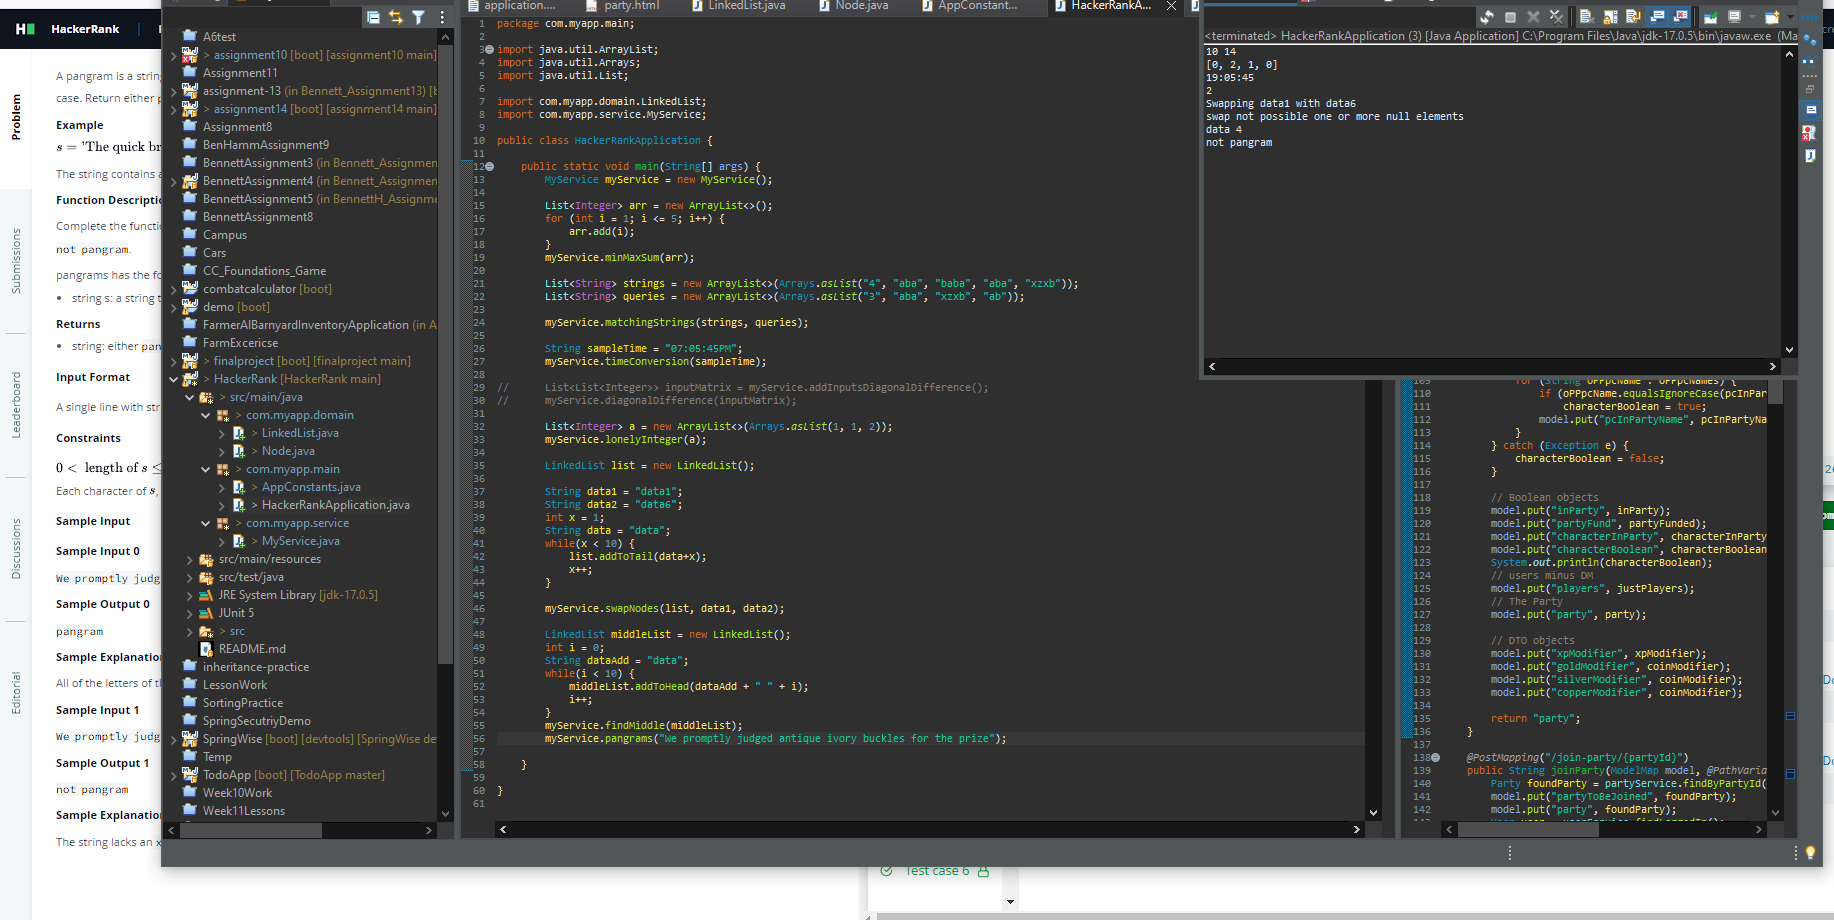 HackerRank
Problem
Submissions
Leaderboard
Discussions
Editorial
A pangram is a string
case. Return either p
Example
s = 'The quick br
The string contains a
Function Descriptio
Complete the functio
not pangram.
pangrams has the fo
string s: a string t
Returns
string: either pan
Input Format
A single line with str
Constraints
0 < length of s ≤
Each character of s,
Sample Input
Sample Input 0
We promptly judg
Sample Output 0
pangram
Sample Explanation
All of the letters of th
Sample Input 1
We promptly judg
Sample Output 1
not pangram
Sample Explanation
The string lacks an x
A6test
> assignment10 [boot] [assignment10 main]
Assignment11
assignment-13 (in Bennett_Assignment13) [b
> assignment14 [boot] [assignment14 main]
Assignment8
BenHammAssignment9
BennettAssignment3 (in Bennett_Assignmen
BennettAssignment4 (in Bennett_Assignmen
BennettAssignment5 (in BennettH_Assignme
BennettAssignment8
Campus
Cars
CC_Foundations_Game
combatcalculator [boot]
demo [boot]
FarmerAlBarnyardInventoryApplication (in A
FarmExcericse
> finalproject [boot] [finalproject main]
> HackerRank [HackerRank main]
> src/main/java
> com.myapp.domain
> LinkedList.java
> Node.java
> com.myapp.main
> AppConstants.java
> HackerRankApplication.java
> com.myapp.service
> MyService.java
src/main/resources
src/test/java
JRE System Library [jdk-17.0.5]
JUnit 5
> src
README.md
inheritance-practice
LessonWork
SortingPractice
SpringSecutriyDemo
SpringWise [boot] [devtools] [SpringWise de
Temp
TodoApp [boot] [TodoApp master]
Week10Work
Week11Lessons
application.... party.html LinkedList.java Node.java AppConstant... HackerRankA...
1 package com.myapp.main;
2
3 import java.util.ArrayList;
4 import java.util.Arrays;
5 import java.util.List;
6
7 import com.myapp.domain.LinkedList;
8 import com.myapp.service.MyService;
9
10 public class HackerRankApplication {
11
12 public static void main(String[] args) {
13 MyService myService = new MyService();
14
15 List<Integer> arr = new ArrayList<>();
16 for (int i = 1; i <= 5; i++) {
17 arr.add(i);
18 }
19 myService.minMaxSum(arr);
20
21 List<String> strings = new ArrayList<>(Arrays.asList("4", "aba", "baba", "aba", "xzxb"));
22 List<String> queries = new ArrayList<>(Arrays.asList("3", "aba", "xzxb", "ab"));
23
24 myService.matchingStrings(strings, queries);
25
26 String sampleTime = "07:05:45PM";
27 myService.timeConversion(sampleTime);
28
29 // List<List<Integer>> inputMatrix = myService.addInputsDiagonalDifference();
30 // myService.diagonalDifference(inputMatrix);
31
32 List<Integer> a = new ArrayList<>(Arrays.asList(1, 1, 2));
33 myService.lonelyInteger(a);
34
35 LinkedList list = new LinkedList();
36
37 String data1 = "data1";
38 String data2 = "data6";
39 int x = 1;
40 String data = "data";
41 while(x < 10) {
42 list.addToTail(data+x);
43 x++;
44 }
45
46 myService.swapNodes(list, data1, data2);
47
48 LinkedList middleList = new LinkedList();
49 int i = 0;
50 String dataAdd = "data";
51 while(i < 10) {
52 middleList.addToHead(dataAdd + " " + i);
53 i++;
54 }
55 myService.findMiddle(middleList);
56 myService.pangrams("We promptly judged antique ivory buckles for the prize");
57
58 }
59
60 }
61
<terminated> HackerRankApplication (3) [Java Application] C:\Program Files\Java\jdk-17.0.5\bin\javaw.exe (Ma
10 14
[0, 2, 1, 0]
19:05:45
2
Swapping data1 with data6
swap not possible one or more null elements
data 4
not pangram
109 for (String oPPpcName : oPPpcNames) {
110 if (oPPpcName.equalsIgnoreCase(pcInPar
111 characterBoolean = true;
112 model.put("pcInPartyName", pcInPartyNa
113 }
114 } catch (Exception e) {
115 characterBoolean = false;
116 }
117
118 // Boolean objects
119 model.put("inParty", inParty);
120 model.put("partyFund", partyFunded);
121 model.put("characterInParty", characterInParty
122 model.put("characterBoolean", characterBoolean
123 System.out.println(characterBoolean);
124 // users minus DM
125 model.put("players", justPlayers);
126 // The Party
127 model.put("party", party);
128
129 // DTO objects
130 model.put("xpModifier", xpModifier);
131 model.put("goldModifier", coinModifier);
132 model.put("silverModifier", coinModifier);
133 model.put("copperModifier", coinModifier);
134
135 return "party";
136 }
137
138 @PostMapping("/join-party/{partyId}")
139 public String joinParty(ModelMap model, @PathVaria
140 Party foundParty = partyService.findByPartyId(
141 model.put("partyToBeJoined", foundParty);
142 model.put("party", foundParty);
Test case 6